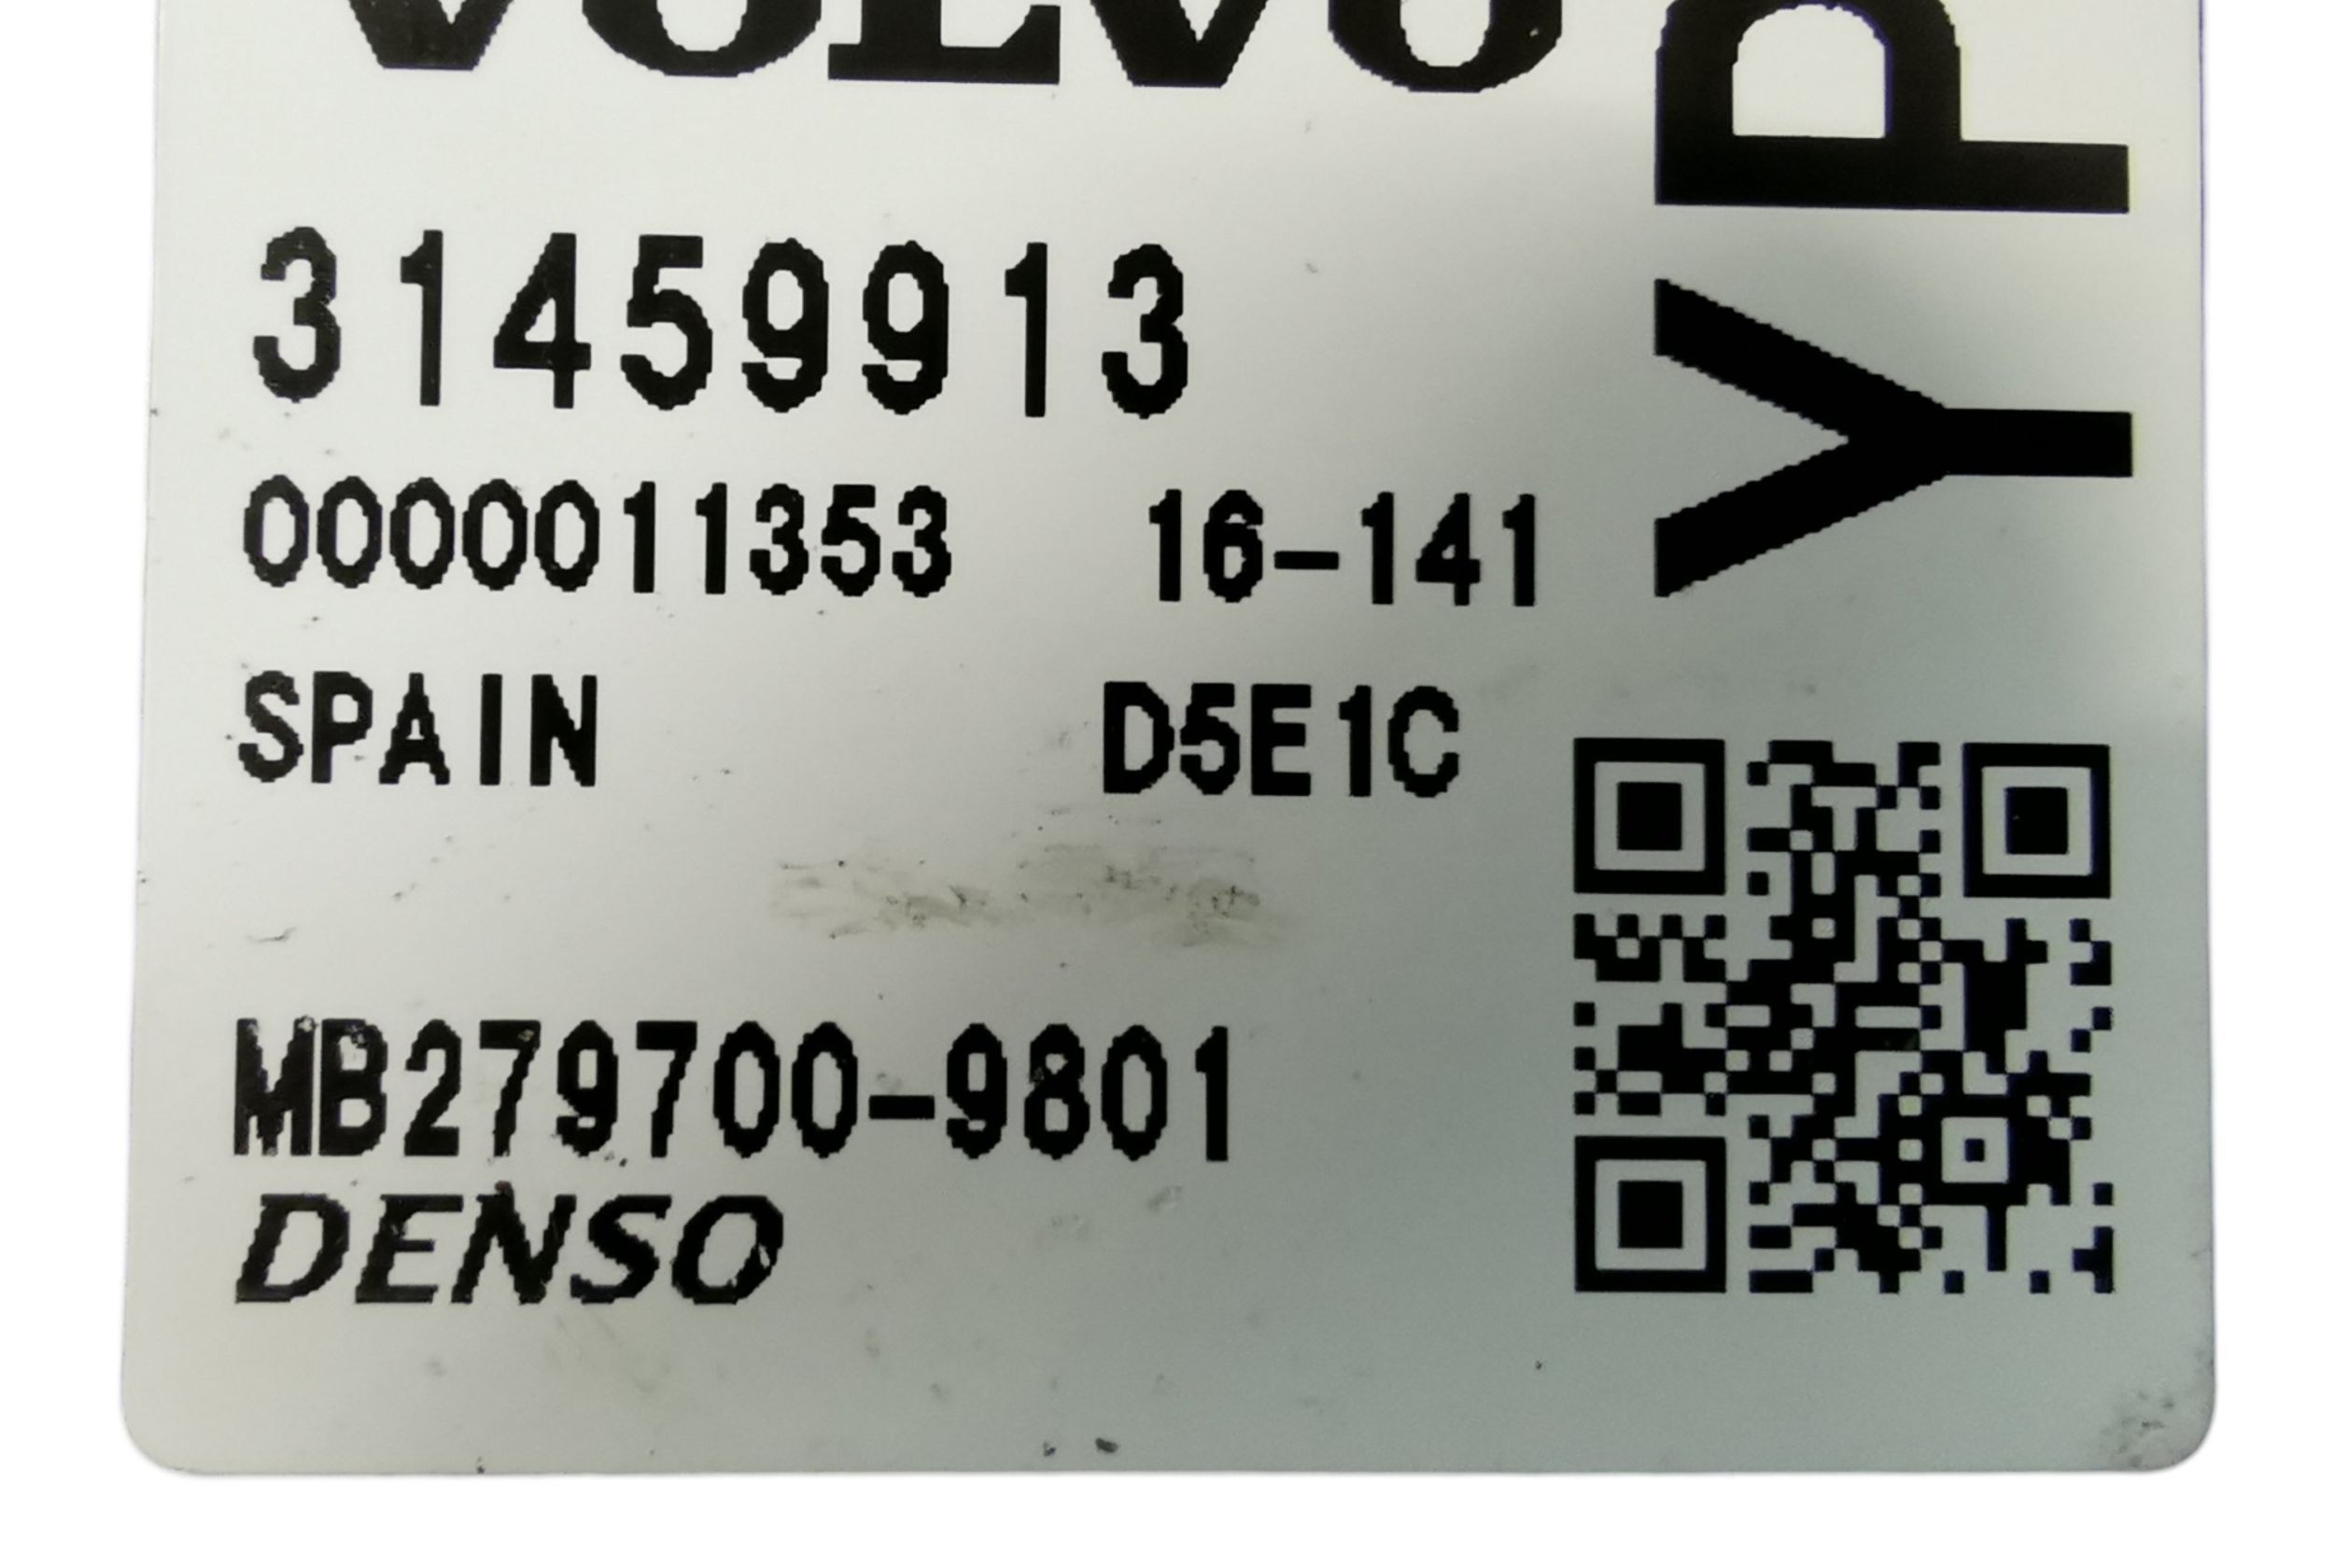 VOLVO
31459913
0000011353 16-141
SPAIN D5E1C
MB279700-9801
DENSO
YP